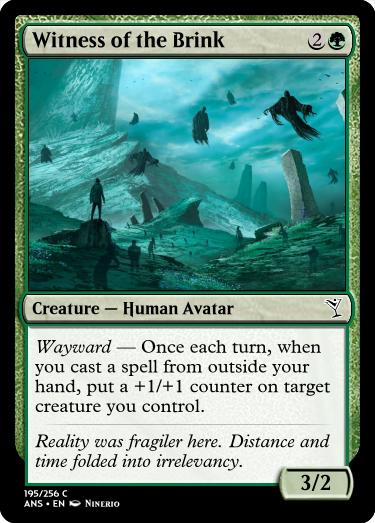 Witness of the Brink 2
Creature — Human Avatar
Wayward — Once each turn, when
you cast a spell from outside your
hand, put a +1/+1 counter on target
creature you control.
Reality was fragiler here. Distance and
time folded into irrelevancy.
3/2
195/256 C
ANS • EN Ninerio